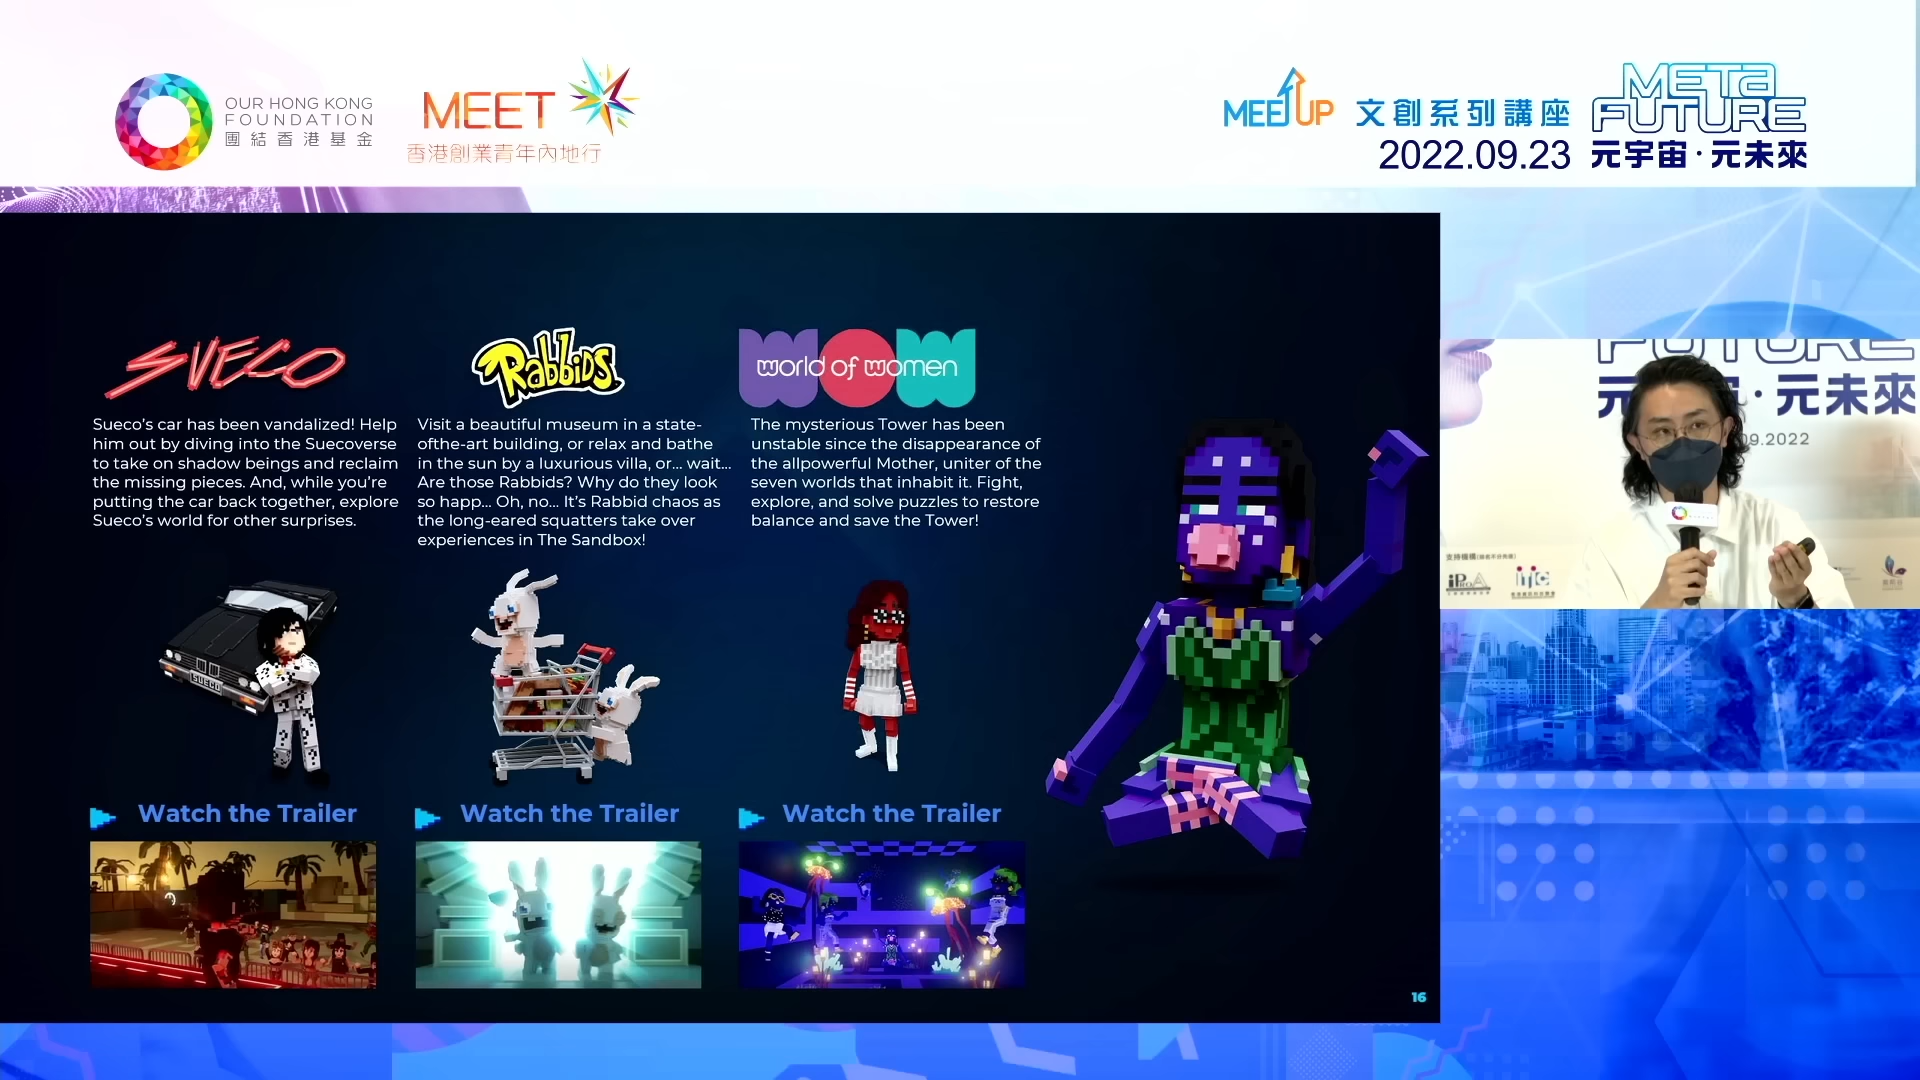 OUR HONG KONG
FOUNDATION
團結香港基金
MEET
香港創業青年內地行
MEETUP
文創系列講座
2022.09.23
META
FUTURE
元宇宙·元未來
SUECO
Sueco's car has been vandalized! Help
him out by diving into the Suecoverse
to take on shadow beings and reclaim
the missing pieces. And, while you're
putting the car back together, explore
Sueco's world for other surprises.
SUECO
Watch the Trailer
Rabbids
Visit a beautiful museum in a state-
ofthe-art building, or relax and bathe
in the sun by a luxurious villa, or... wait...
Are those Rabbids? Why do they look
so happ... Oh, no... It's Rabbid chaos as
the long-eared squatters take over
experiences in The Sandbox!
Watch the Trailer
world of women
The mysterious Tower has been
unstable since the disappearance of
the allpowerful Mother, uniter of the
seven worlds that inhabit it. Fight,
explore, and solve puzzles to restore
balance and save the Tower!
Watch the Trailer
16
FUTURE
元 宙·元未來
09.2022
支持機構
iProA